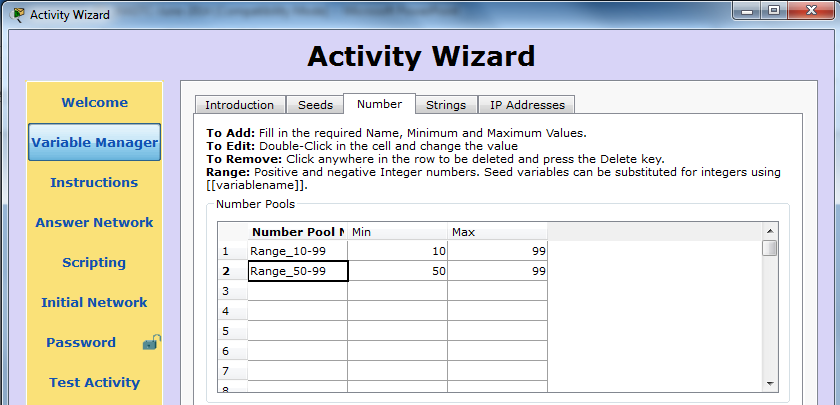 Activity Wizard
Activity Wizard
Welcome
Variable Manager
Instructions
Answer Network
Scripting
Initial Network
Password
Test Activity
Introduction Seeds Number Strings IP Addresses
To Add: Fill in the required Name, Minimum and Maximum Values.
To Edit: Double-Click in the cell and change the value
To Remove: Click anywhere in the row to be deleted and press the Delete key.
Range: Positive and negative Integer numbers. Seed variables can be substituted for integers using
[[variablename]].
Number Pools
Number Pool N Min Max
1 Range_10-99 10 99
2 Range_50-99 50 99
3
4
5
6
7
8